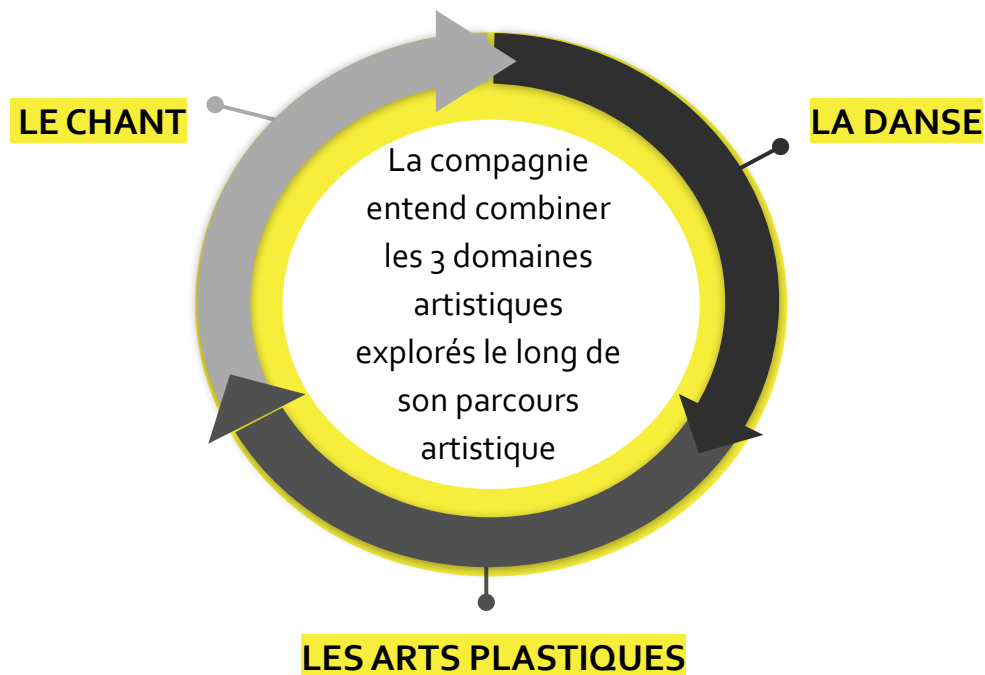 LE CHANT
LA DANSE
La compagnie
entend combiner
les 3 domaines
artistiques
explorés le long de
son parcours
artistique
LES ARTS PLASTIQUES